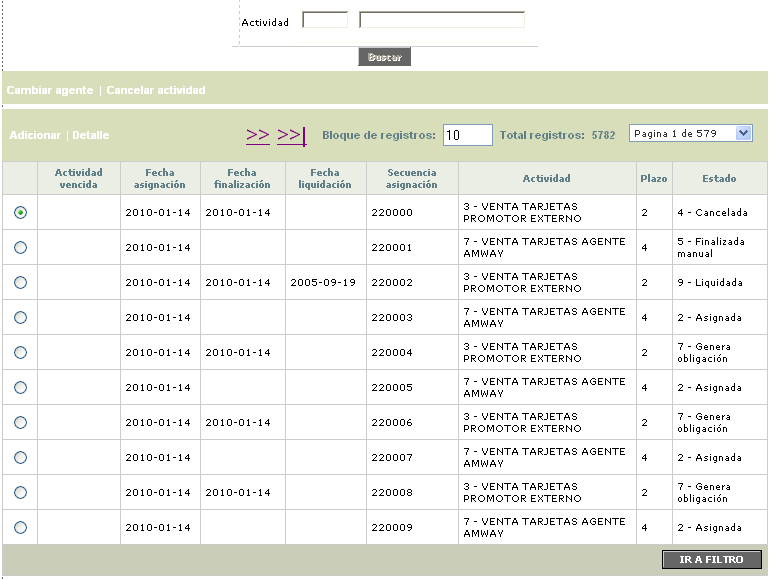 Actividad
Buscar
Cambiar agente | Cancelar actividad
Adicionar | Detalle >> >>| Bloque de registros: 10 Total registros: 5782 Pagina 1 de 579
Actividad vencida Fecha asignación Fecha finalización Fecha liquidación Secuencia asignación Actividad Plazo Estado
2010-01-14 2010-01-14 220000 3 - VENTA TARJETAS PROMOTOR EXTERNO 2 4 - Cancelada
2010-01-14 220001 7 - VENTA TARJETAS AGENTE AMWAY 4 5 - Finalizada manual
2010-01-14 2010-01-14 2005-09-19 220002 3 - VENTA TARJETAS PROMOTOR EXTERNO 2 9 - Liquidada
2010-01-14 220003 7 - VENTA TARJETAS AGENTE AMWAY 4 2 - Asignada
2010-01-14 2010-01-14 220004 3 - VENTA TARJETAS PROMOTOR EXTERNO 2 7 - Genera obligación
2010-01-14 220005 7 - VENTA TARJETAS AGENTE AMWAY 4 2 - Asignada
2010-01-14 2010-01-14 220006 3 - VENTA TARJETAS PROMOTOR EXTERNO 2 7 - Genera obligación
2010-01-14 220007 7 - VENTA TARJETAS AGENTE AMWAY 4 2 - Asignada
2010-01-14 2010-01-14 220008 3 - VENTA TARJETAS PROMOTOR EXTERNO 2 7 - Genera obligación
2010-01-14 220009 7 - VENTA TARJETAS AGENTE AMWAY 4 2 - Asignada
IR A FILTRO